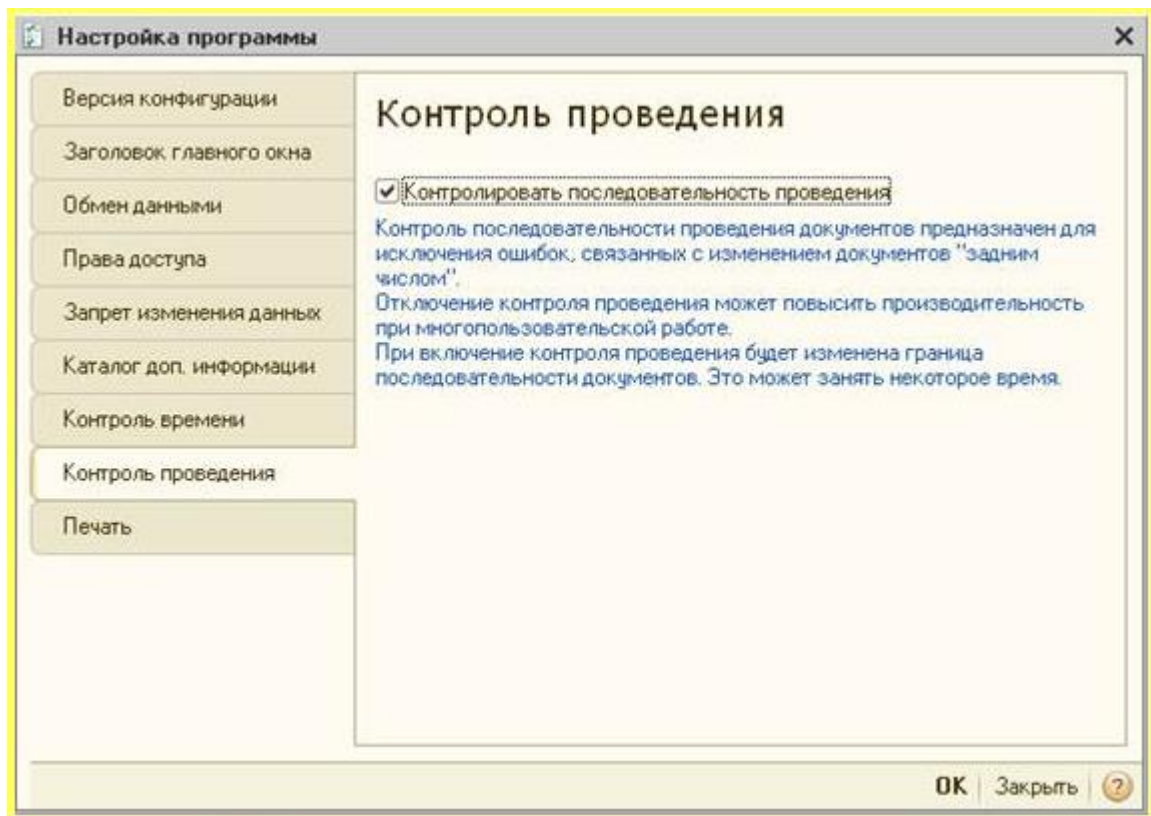 Настройка программы
Версия конфигурации
Заголовок главного окна
Обмен данными
Права доступа
Запрет изменения данных
Каталог доп. информации
Контроль времени
Контроль проведения
Печать
Контроль проведения
Контролировать последовательность проведения
Контроль последовательности проведения документов предназначен для
исключения ошибок, связанных с изменением документов "задним
числом".
Отключение контроля проведения может повысить производительность
при многопользовательской работе.
При включение контроля проведения будет изменена граница
последовательности документов. Это может занять некоторое время.
OK Закрыть ?